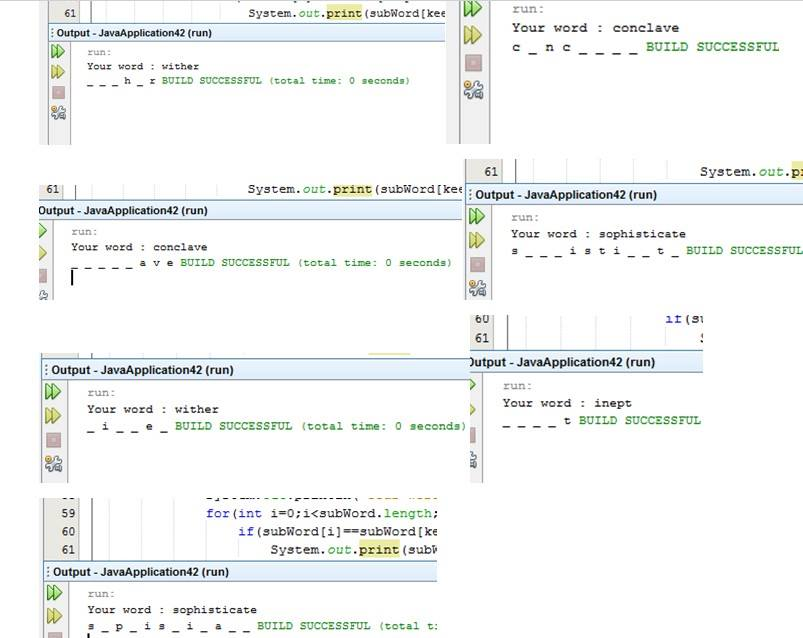 61 System.out.print(subWord[kee
Output - JavaApplication42 (run)
run:
Your word : wither
_ _ _ h _ r BUILD SUCCESSFUL (total time: 0 seconds)
run:
Your word : conclave
c _ n c _ _ _ _ BUILD SUCCESSFUL
61 System.out.print(subWord[kee
Output - JavaApplication42 (run)
run:
Your word : conclave
_ _ _ _ _ a v e BUILD SUCCESSFUL (total time: 0 seconds)
61 System.out.pr
Output - JavaApplication42 (run)
run:
Your word : sophisticate
s _ _ _ i s t i _ _ t _ BUILD SUCCESSFUL
Output - JavaApplication42 (run)
run:
Your word : wither
_ i _ _ e _ BUILD SUCCESSFUL (total time: 0 seconds)
60 if(su
61
Output - JavaApplication42 (run)
run:
Your word : inept
_ _ _ _ t BUILD SUCCESSFUL
59 for(int i=0;i<subWord.length;
60 if(subWord[i]==subWord[ke
61 System.out.print(subW
Output - JavaApplication42 (run)
run:
Your word : sophisticate
s _ p _ i s _ i _ a _ _ BUILD SUCCESSFUL (total t